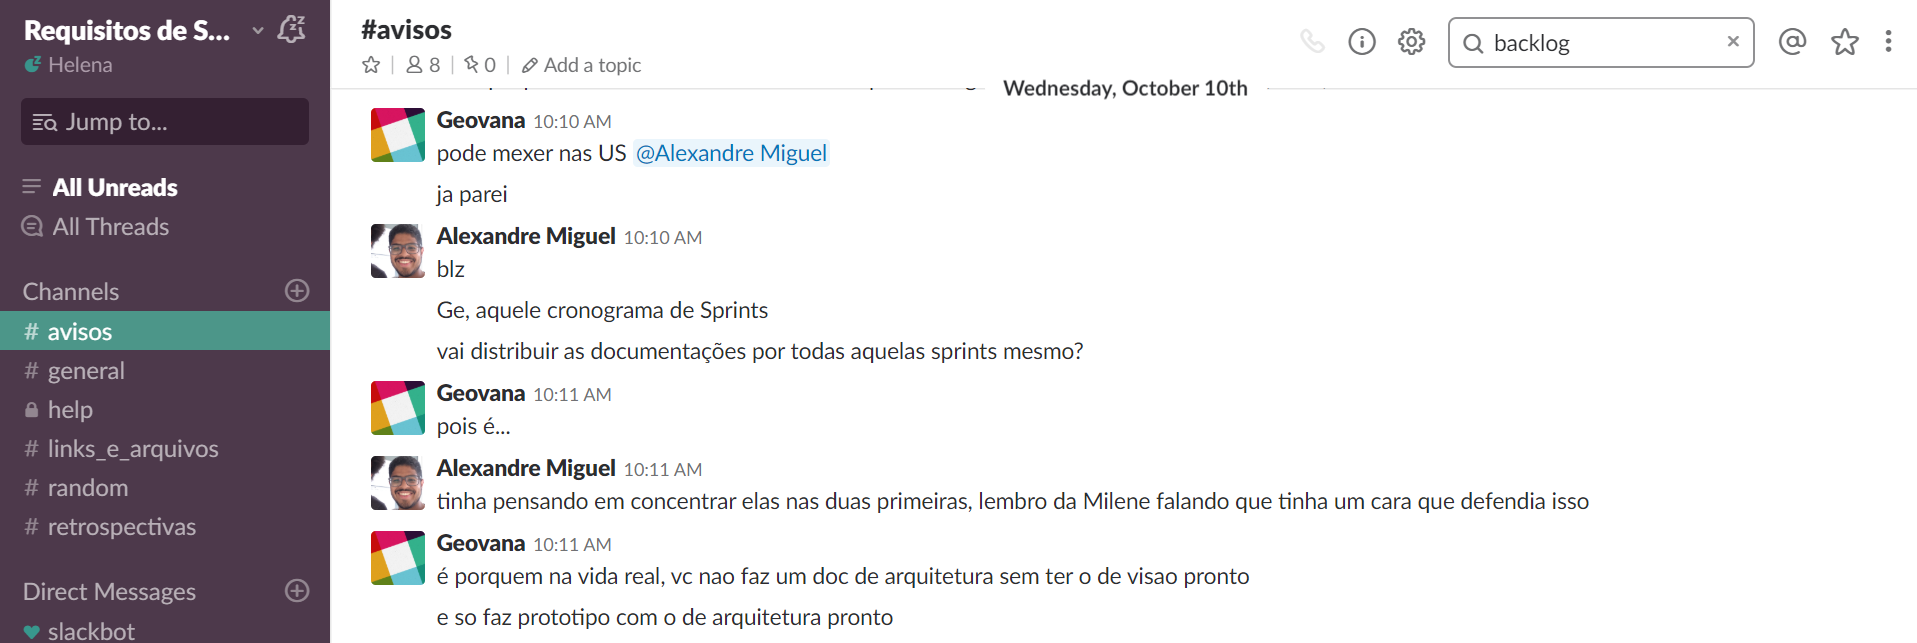 Requisitos de S...
Helena
Jump to...
All Unreads
All Threads
Channels
# avisos
# general
help
# links_e_arquivos
# random
# retrospectivas
Direct Messages
slackbot
#avisos
8
0
Add a topic
backlog
Wednesday, October 10th
Geovana 10:10 AM
pode mexer nas US @Alexandre Miguel
ja parei
Alexandre Miguel 10:10 AM
blz
Ge, aquele cronograma de Sprints
vai distribuir as documentações por todas aquelas sprints mesmo?
Geovana 10:11 AM
pois é...
Alexandre Miguel 10:11 AM
tinha pensando em concentrar elas nas duas primeiras, lembro da Milene falando que tinha um cara que defendia isso
Geovana 10:11 AM
é porquem na vida real, vc nao faz um doc de arquitetura sem ter o de visao pronto
e so faz prototipo com o de arquitetura pronto